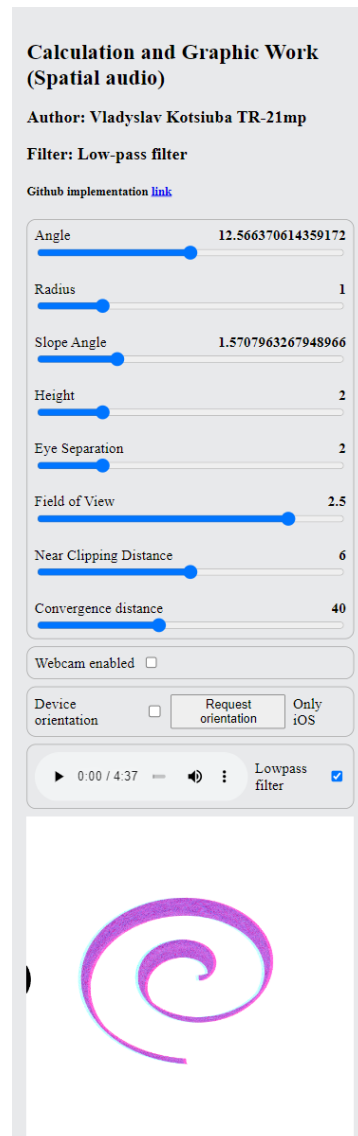 Calculation and Graphic Work
(Spatial audio)
Author: Vladyslav Kotsiuba TR-21mp
Filter: Low-pass filter
Github implementation link
Angle 12.566370614359172
Radius 1
Slope Angle 1.5707963267948966
Height 2
Eye Separation 2
Field of View 2.5
Near Clipping Distance 6
Convergence distance 40
Webcam enabled
Device
orientation
Request
orientation
Only
iOS
0:00 / 4:37
Lowpass
filter